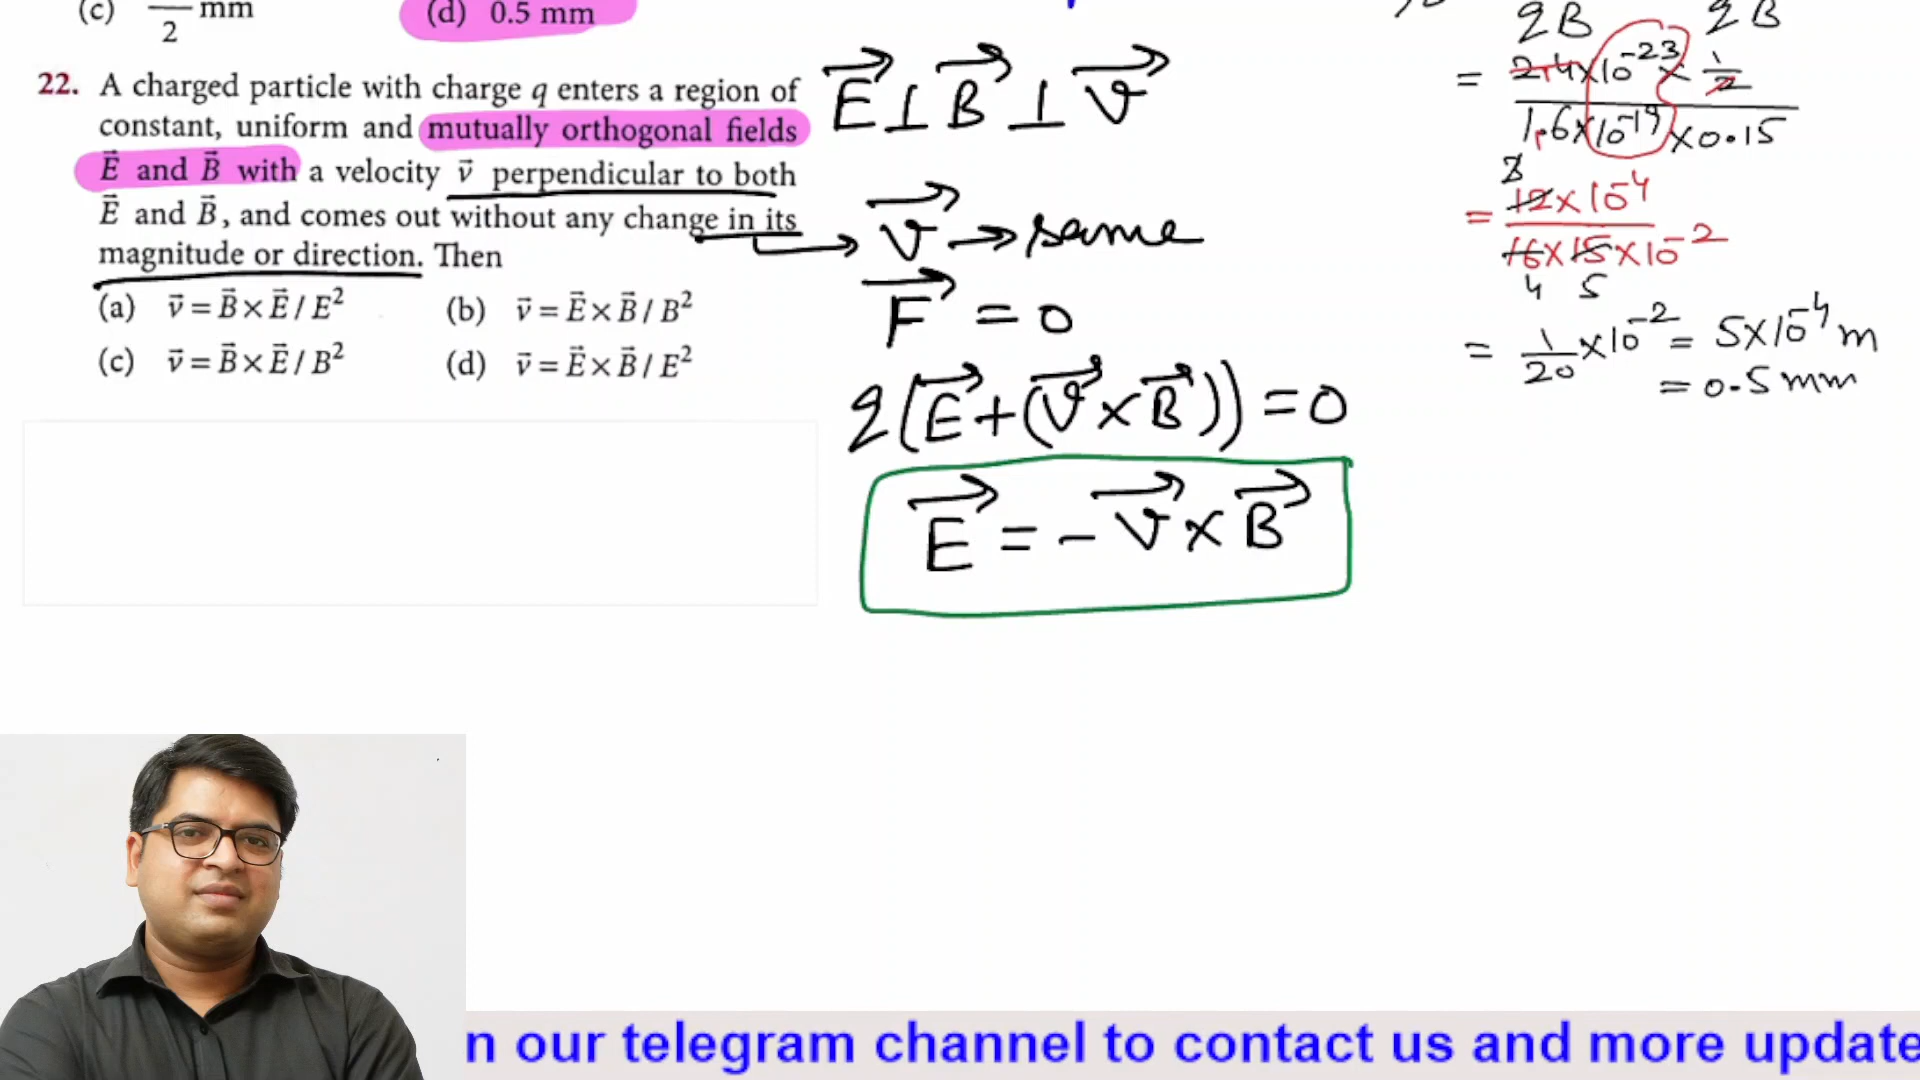 (c) /2 mm (d) 0.5 mm
22. A charged particle with charge q enters a region of
constant, uniform and mutually orthogonal fields
E⃗ and B⃗ with a velocity v⃗ perpendicular to both
E⃗ and B⃗, and comes out without any change in its
magnitude or direction. Then
(a) v⃗ = B⃗ × E⃗ / E² (b) v⃗ = E⃗ × B⃗ / B²
(c) v⃗ = B⃗ × E⃗ / B² (d) v⃗ = E⃗ × B⃗ / E²
E⃗ ⊥ B⃗ ⊥ v⃗
v⃗ → same
F⃗ = 0
q(E⃗ + (v⃗ × B⃗)) = 0
E⃗ = - v⃗ × B⃗
qB qB
= 2.4×10⁻²³ × 1/2
1.6×10⁻¹⁹ × 0.15
3
= 12×10⁻⁴
16×15×10⁻²
4 5
= 1/20 ×10⁻² = 5×10⁻⁴ m
= 0.5 mm
n our telegram channel to contact us and more update